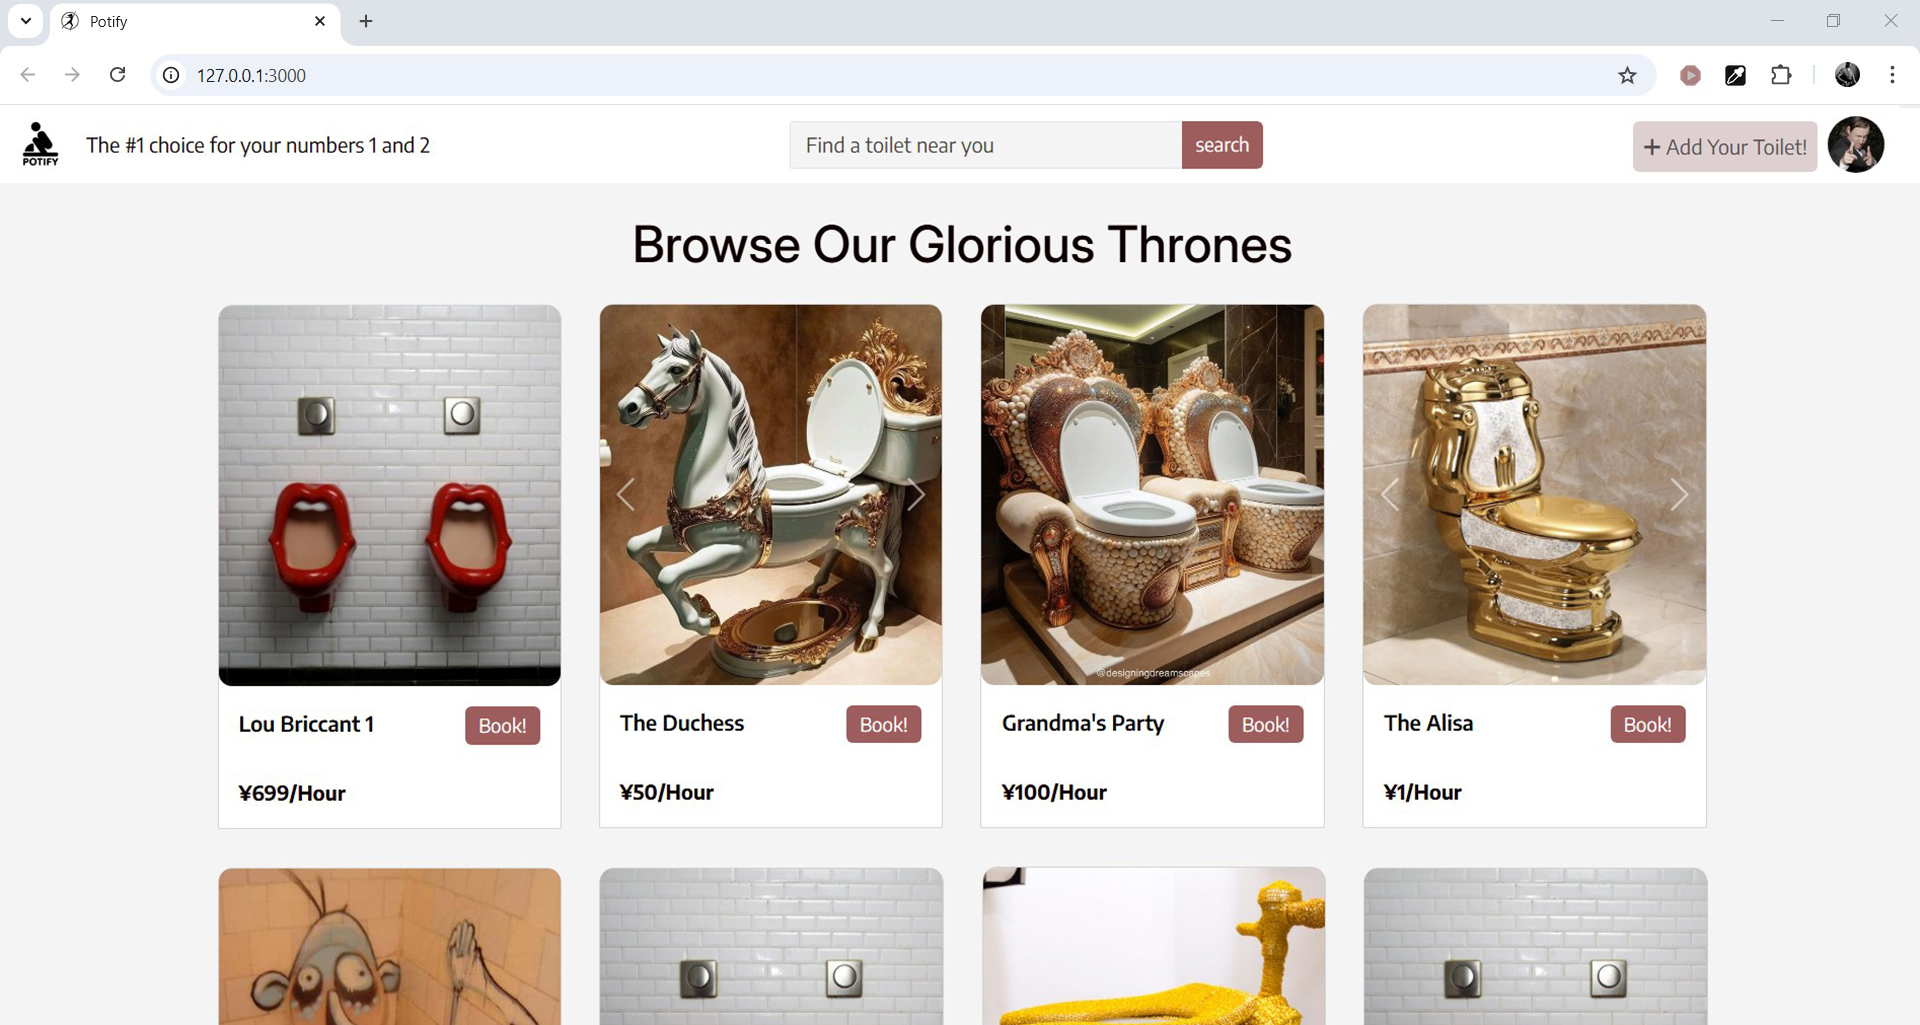 Potify
127.0.0.1:3000
POTIFY
The #1 choice for your numbers 1 and 2
Find a toilet near you
search
+ Add Your Toilet!
Browse Our Glorious Thrones
@designingdreamscapes
Lou Briccant 1
Book!
The Duchess
Book!
Grandma's Party
Book!
The Alisa
Book!
¥699/Hour
¥50/Hour
¥100/Hour
¥1/Hour